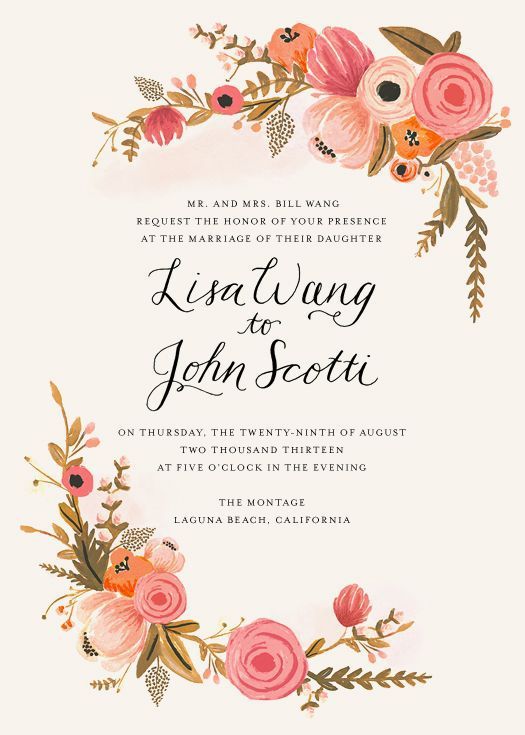 MR. AND MRS. BILL WANG
REQUEST THE HONOR OF YOUR PRESENCE
AT THE MARRIAGE OF THEIR DAUGHTER
Lisa Wang
to
John Scotti
ON THURSDAY, THE TWENTY-NINTH OF AUGUST
TWO THOUSAND THIRTEEN
AT FIVE O'CLOCK IN THE EVENING
THE MONTAGE
LAGUNA BEACH, CALIFORNIA